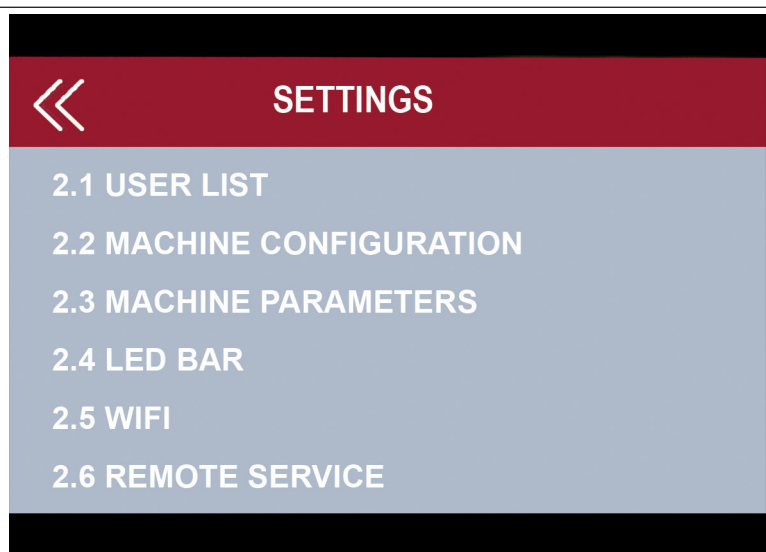 SETTINGS
2.1 USER LIST
2.2 MACHINE CONFIGURATION
2.3 MACHINE PARAMETERS
2.4 LED BAR
2.5 WIFI
2.6 REMOTE SERVICE